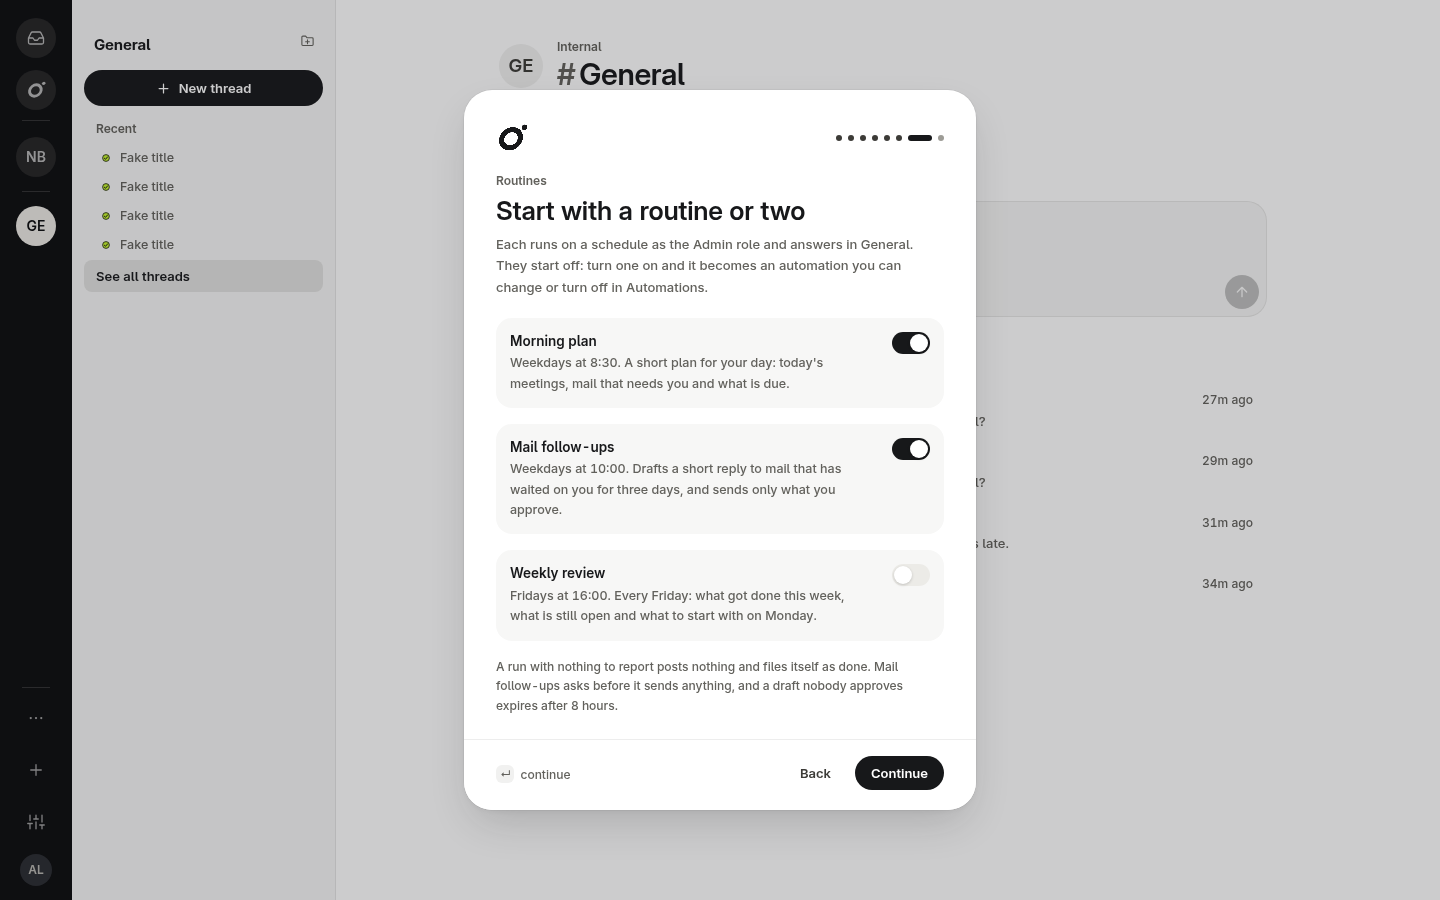 General
New thread
Recent
NB
Fake title
Fake title
Fake title
GE
Fake title
See all threads
AL
Internal
GE
# General
27m ago
l?
29m ago
l?
31m ago
s late.
34m ago
Routines
Start with a routine or two
Each runs on a schedule as the Admin role and answers in General.
They start off: turn one on and it becomes an automation you can
change or turn off in Automations.
Morning plan
Weekdays at 8:30. A short plan for your day: today's
meetings, mail that needs you and what is due.
Mail follow-ups
Weekdays at 10:00. Drafts a short reply to mail that has
waited on you for three days, and sends only what you
approve.
Weekly review
Fridays at 16:00. Every Friday: what got done this week,
what is still open and what to start with on Monday.
A run with nothing to report posts nothing and files itself as done. Mail
follow-ups asks before it sends anything, and a draft nobody approves
expires after 8 hours.
continue
Back
Continue